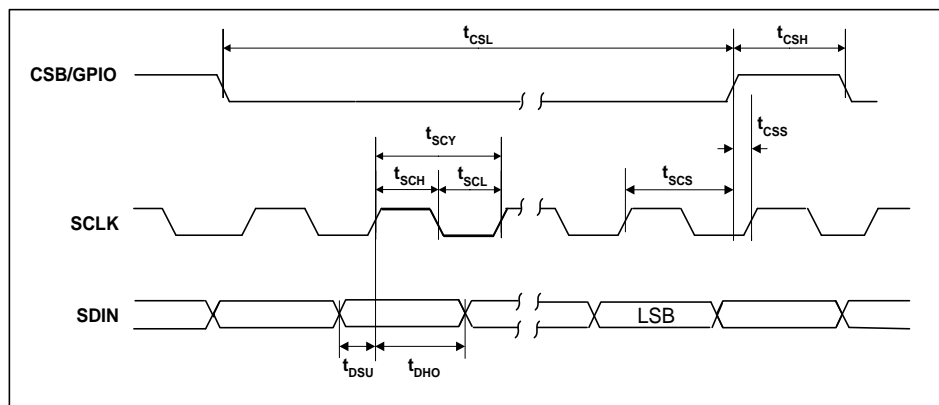 tCSL
tCSH
CSB/GPIO
tCSS
tSCY
tSCH
tSCL
tSCS
SCLK
SDIN
LSB
tDSU
tDHO